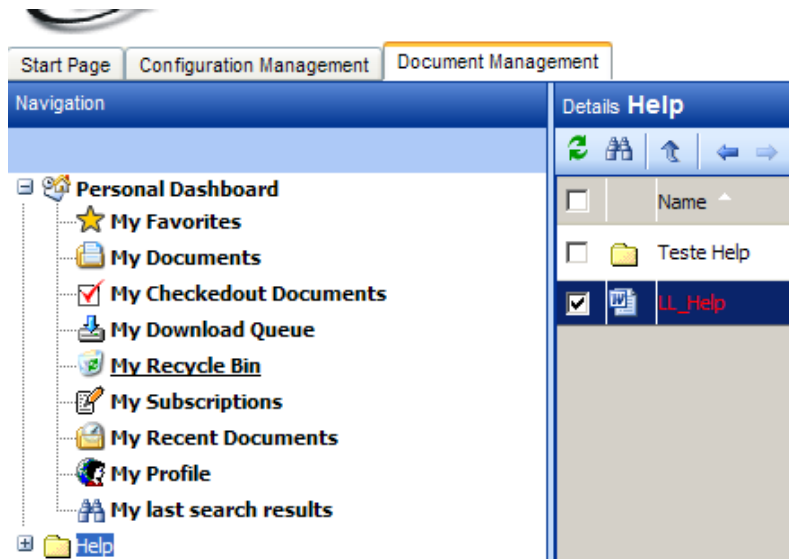 Start Page Configuration Management Document Management
Navigation
Details Help
Name
Personal Dashboard
My Favorites
My Documents
My Checkedout Documents
My Download Queue
My Recycle Bin
My Subscriptions
My Recent Documents
My Profile
My last search results
Help
Teste Help
LL_Help